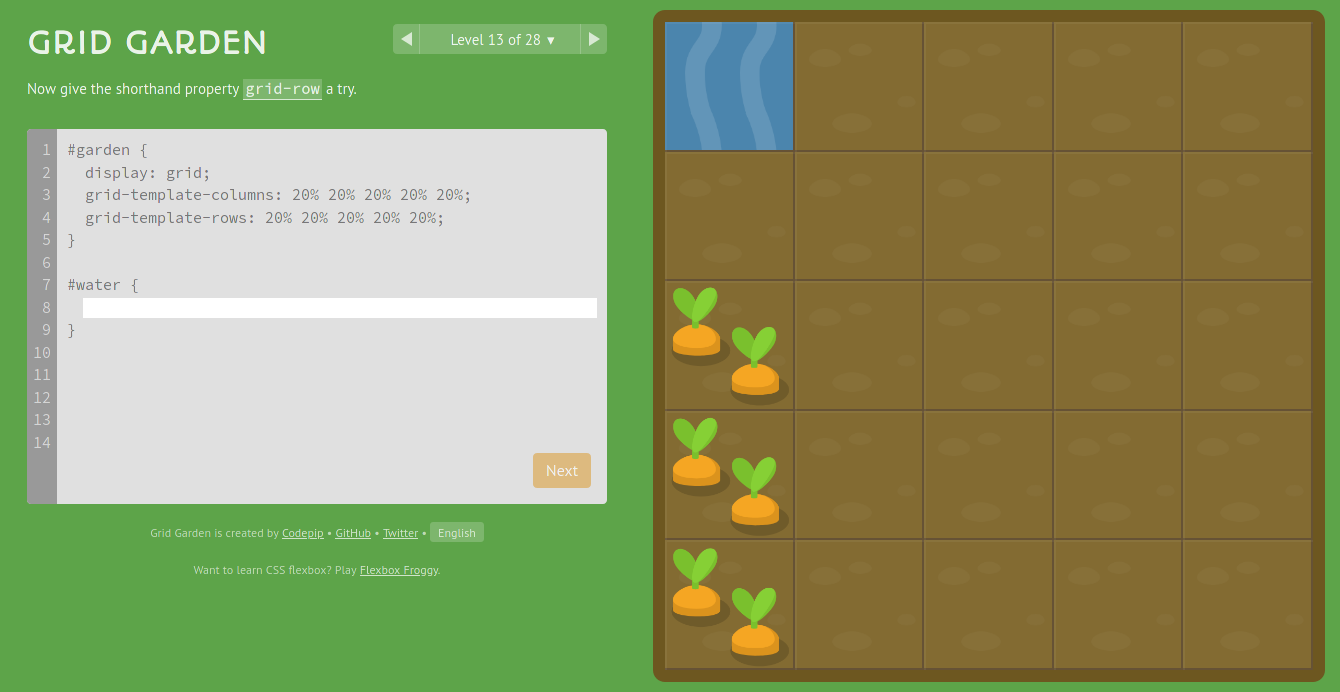 GRID GARDEN
◀ Level 13 of 28 ▼ ▶
Now give the shorthand property grid-row a try.
1 #garden {
2 display: grid;
3 grid-template-columns: 20% 20% 20% 20% 20%;
4 grid-template-rows: 20% 20% 20% 20% 20%;
5 }
6
7 #water {
8
9 }
10
11
12
13
14
Next
Grid Garden is created by Codepip • GitHub • Twitter • English
Want to learn CSS flexbox? Play Flexbox Froggy.